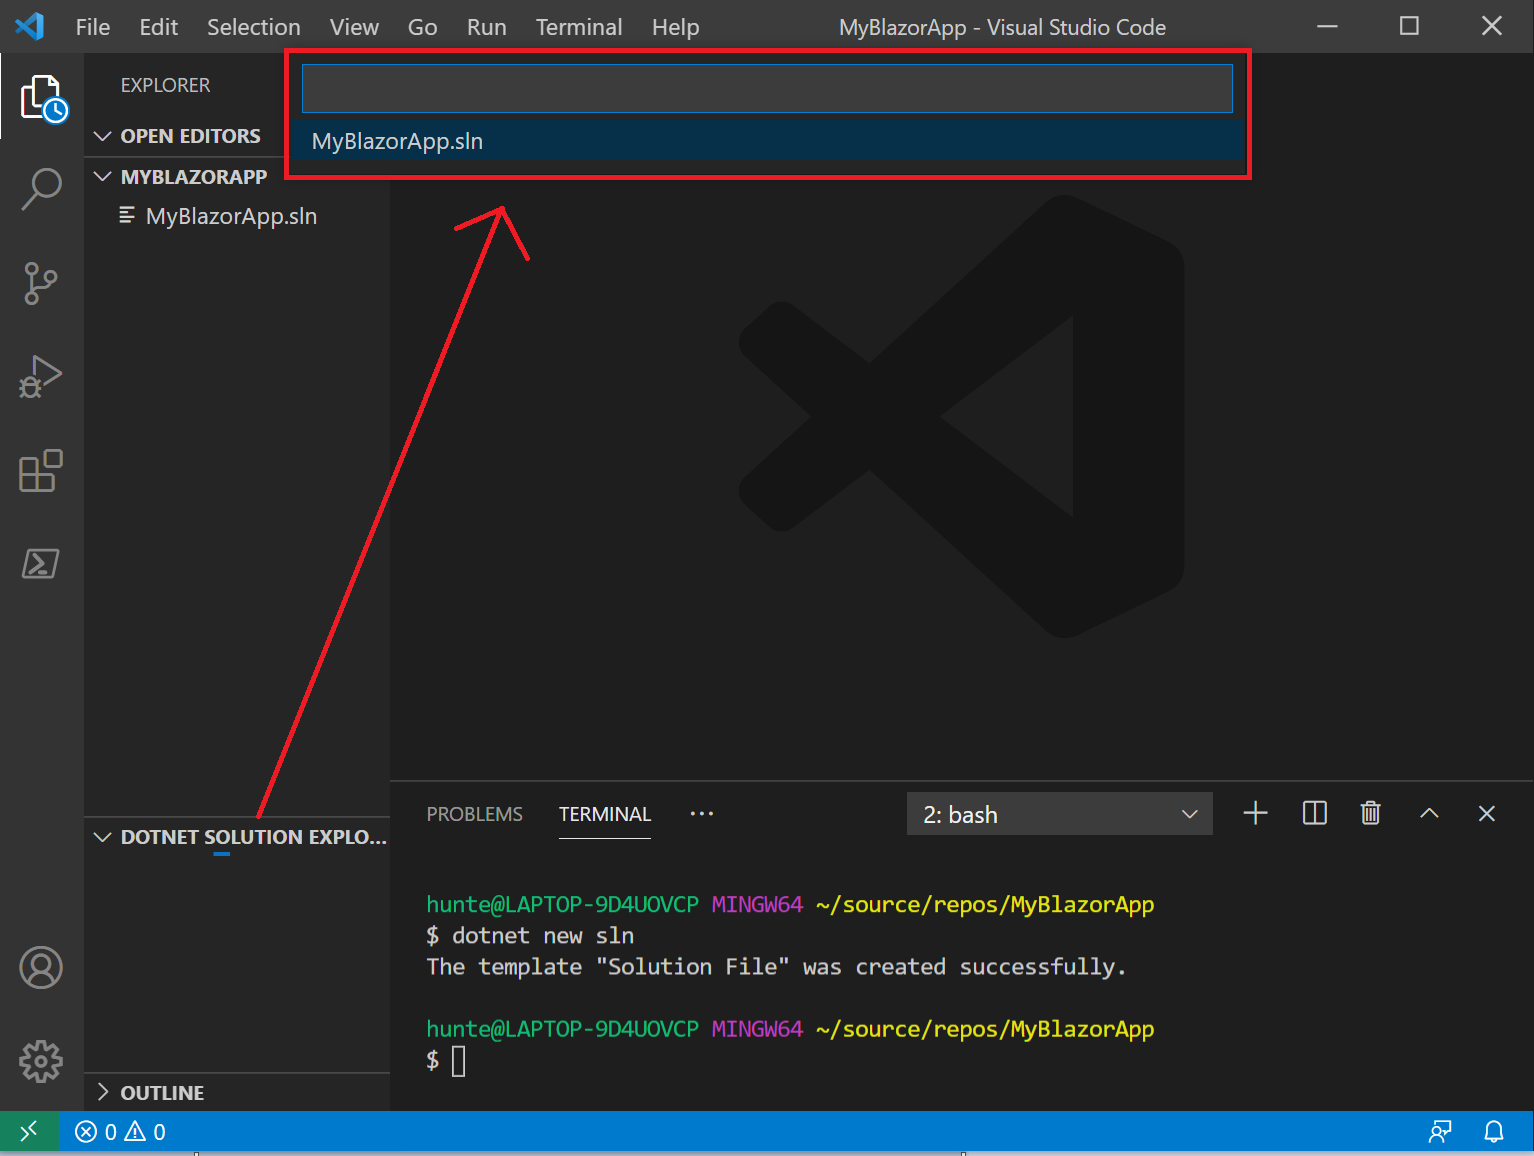 File Edit Selection View Go Run Terminal Help MyBlazorApp - Visual Studio Code
EXPLORER
OPEN EDITORS
MyBlazorApp.sln
MYBLAZORAPP
MyBlazorApp.sln
DOTNET SOLUTION EXPLO...
OUTLINE
PROBLEMS TERMINAL ··· 2: bash
hunte@LAPTOP-9D4UOVCP MINGW64 ~/source/repos/MyBlazorApp
$ dotnet new sln
The template "Solution File" was created successfully.
hunte@LAPTOP-9D4UOVCP MINGW64 ~/source/repos/MyBlazorApp
$
0 0